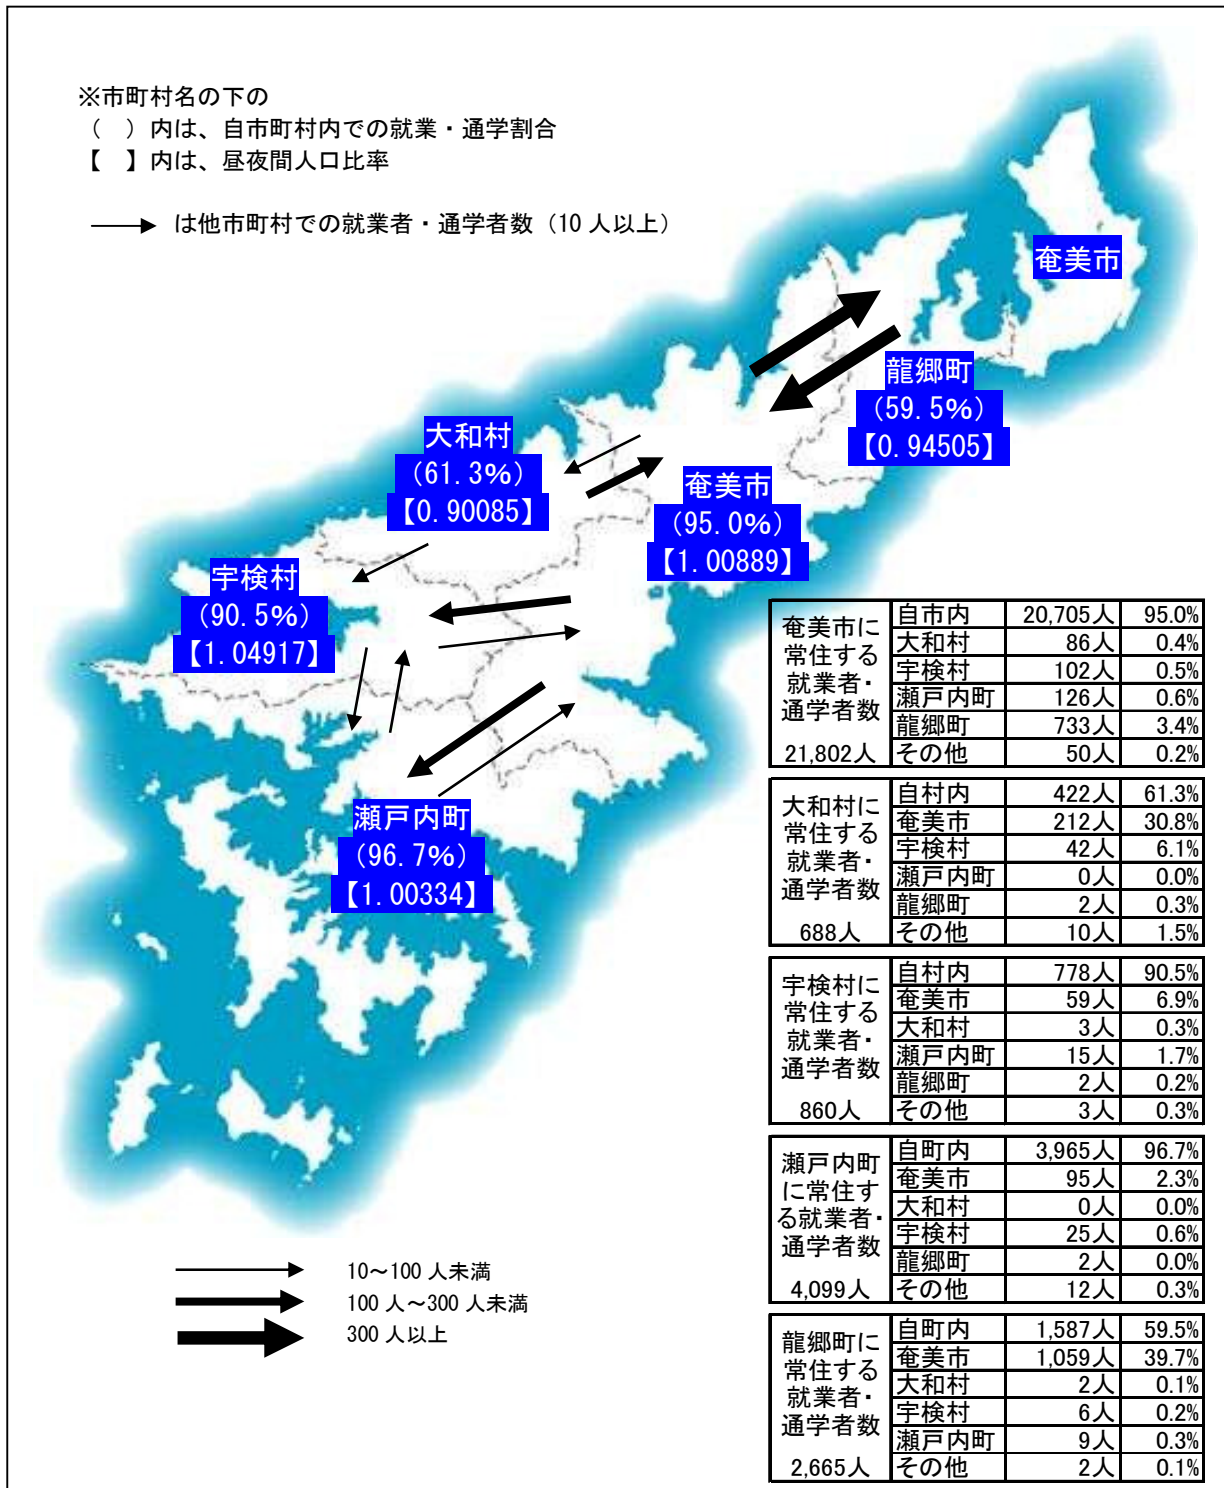 ※市町村名の下の
（　）内は、自市町村内での就業・通学割合
【　】内は、昼夜間人口比率
は他市町村での就業者・通学者数（10 人以上）
奄美市
龍郷町
(59.5%)
【0.94505】
大和村
(61.3%)
【0.90085】
奄美市
(95.0%)
【1.00889】
宇検村
(90.5%)
【1.04917】
瀬戸内町
(96.7%)
【1.00334】
10～100 人未満
100 人～300 人未満
300 人以上
奄美市に
常住する
就業者・
通学者数
21,802人
自市内 20,705人 95.0%
大和村 86人 0.4%
宇検村 102人 0.5%
瀬戸内町 126人 0.6%
龍郷町 733人 3.4%
その他 50人 0.2%
大和村に
常住する
就業者・
通学者数
688人
自村内 422人 61.3%
奄美市 212人 30.8%
宇検村 42人 6.1%
瀬戸内町 0人 0.0%
龍郷町 2人 0.3%
その他 10人 1.5%
宇検村に
常住する
就業者・
通学者数
860人
自村内 778人 90.5%
奄美市 59人 6.9%
大和村 3人 0.3%
瀬戸内町 15人 1.7%
龍郷町 2人 0.2%
その他 3人 0.3%
瀬戸内町
に常住す
る就業者・
通学者数
4,099人
自町内 3,965人 96.7%
奄美市 95人 2.3%
大和村 0人 0.0%
宇検村 25人 0.6%
龍郷町 2人 0.0%
その他 12人 0.3%
龍郷町に
常住する
就業者・
通学者数
2,665人
自町内 1,587人 59.5%
奄美市 1,059人 39.7%
大和村 2人 0.1%
宇検村 6人 0.2%
瀬戸内町 9人 0.3%
その他 2人 0.1%